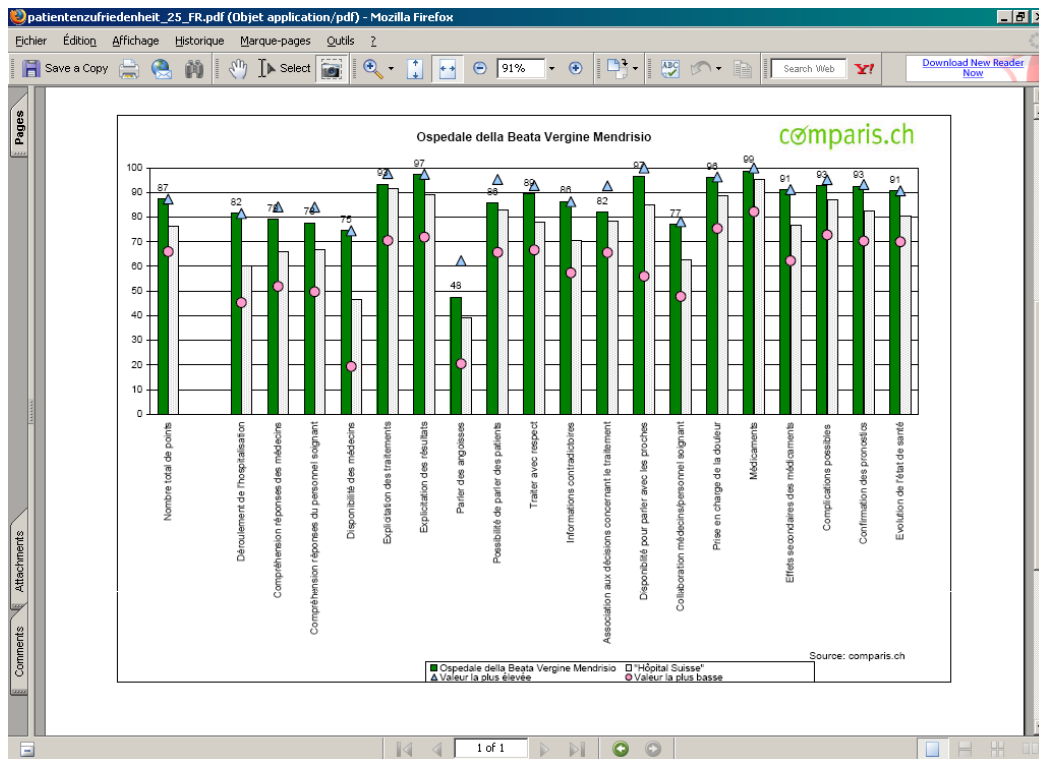 patientenzufriedenheit_25_FR.pdf (Objet application/pdf) - Mozilla Firefox
Fichier Édition Affichage Historique Marque-pages Outils ?
Save a Copy Select 91% Search Web Y! Download New Reader Now
Pages
Attachments
Comments
Ospedale della Beata Vergine Mendrisio
comparis.ch
100
90
80
70
60
50
40
30
20
10
0
87
82
75
48
86
89
86
82
97
77
96
99
91
93
93
91
97
Nombre total de points
Déroulement de l'hospitalisation
Compréhension réponses des médecins
Compréhension réponses du personnel soignant
Disponibilité des médecins
Explicitation des traitements
Explicitation des résultats
Parler des angoisses
Possibilité de parler des patients
Traiter avec respect
Informations contradictoires
Association aux décisions concernant le traitement
Disponibilité pour parler avec les proches
Collaboration médecins/personnel soignant
Prise en charge de la douleur
Médicaments
Effets secondaires des médicaments
Complications possibles
Confirmation des pronostics
Evolution de l'état de santé
Source: comparis.ch
Ospedale della Beata Vergine Mendrisio "Hôpital Suisse"
Valeur la plus élevée Valeur la plus basse
1 of 1